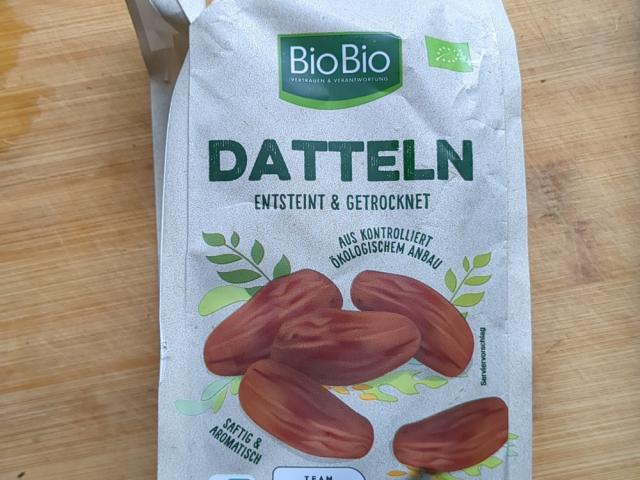 BioBio
VERTRAUEN & VERANTWORTUNG
DATTELN
ENTSTEINT & GETROCKNET
AUS KONTROLLIERT
ÖKOLOGISCHEM ANBAU
Serviervorschlag
SAFTIG &
AROMATISCH
TEAM